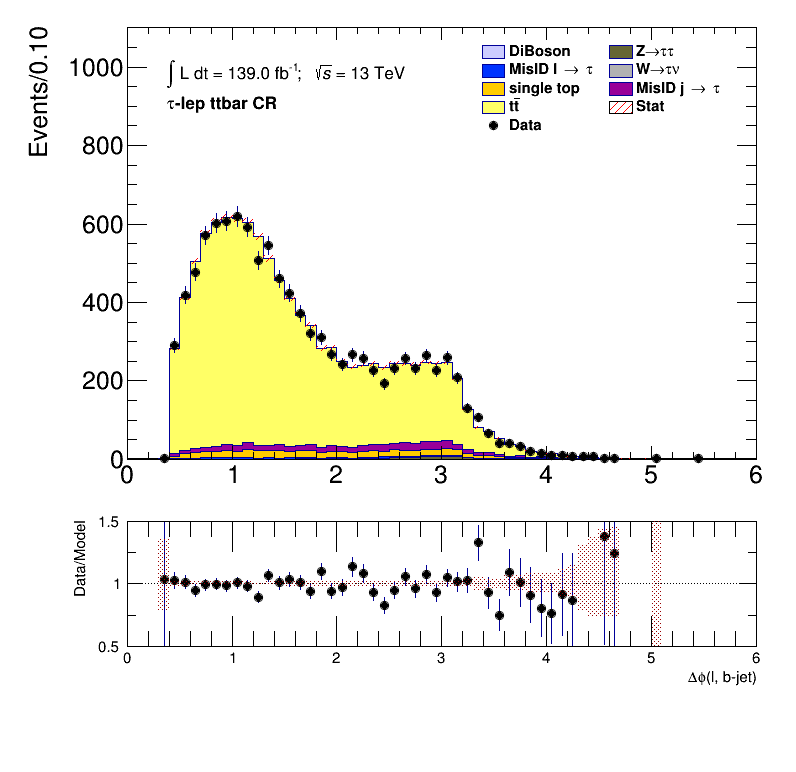 Events/0.10
1000
800
600
400
200
0
∫ L dt = 139.0 fb⁻¹; √s = 13 TeV
τ-lep ttbar CR
DiBoson
MisID l → τ
single top
tt̄
Data
Z→ττ
W→τν
MisID j → τ
Stat
0 1 2 3 4 5 6
Data/Model
1.5
1
0.5
0 1 2 3 4 5 6
Δϕ(l, b-jet)